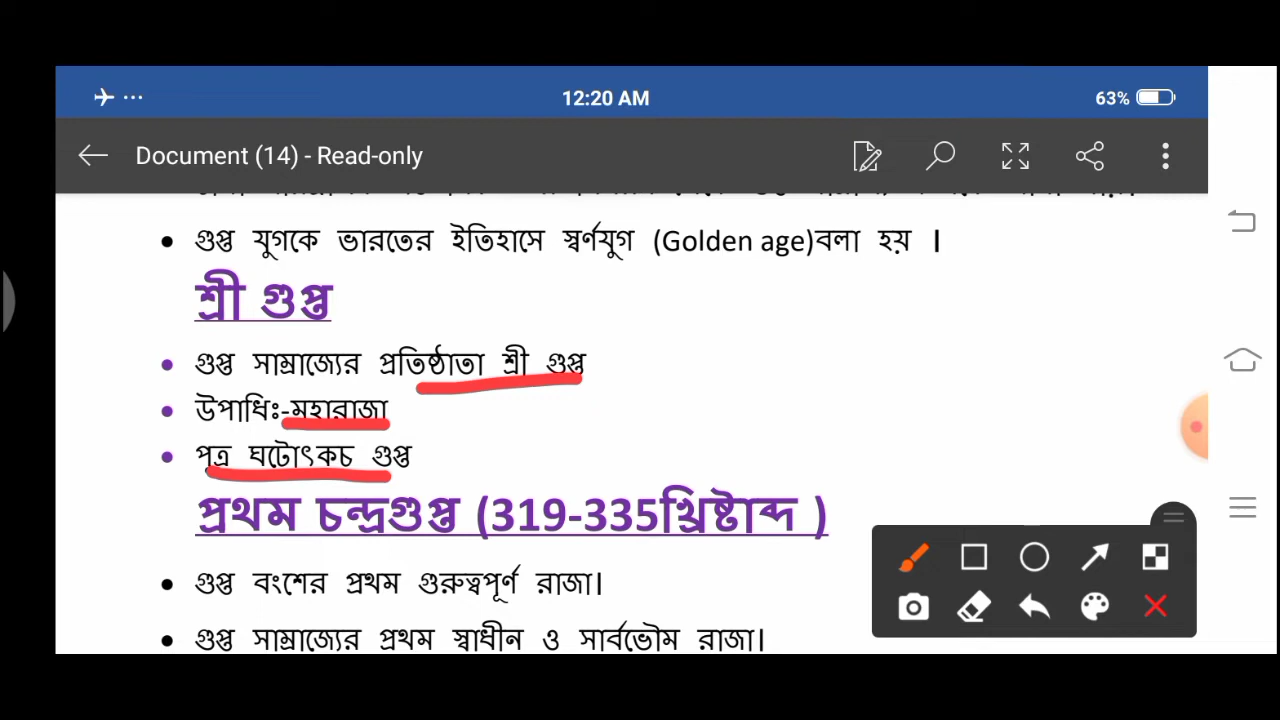 12:20 AM
63%
Document (14) - Read-only
গুপ্ত যুগকে ভারতের ইতিহাসে স্বর্ণযুগ (Golden age)বলা হয় ।
শ্রী গুপ্ত
গুপ্ত সাম্রাজ্যের প্রতিষ্ঠাতা শ্রী গুপ্ত
উপাধিঃ-মহারাজা
পুত্র ঘটোৎকচ গুপ্ত
প্রথম চন্দ্রগুপ্ত (319-335খ্রিষ্টাব্দ )
গুপ্ত বংশের প্রথম গুরুত্বপূর্ণ রাজা।
গুপ্ত সাম্রাজ্যের প্রথম স্বাধীন ও সার্বভৌম রাজা।